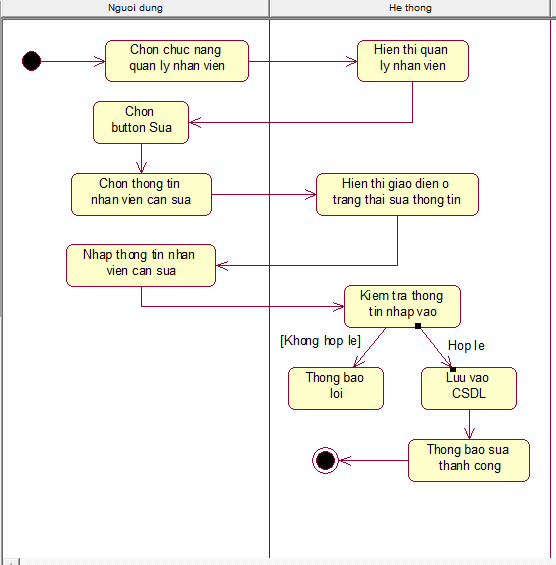 Nguoi dung
He thong
Chon chuc nang
quan ly nhan vien
Hien thi quan
ly nhan vien
Chon
button Sua
Chon thong tin
nhan vien can sua
Hien thi giao dien o
trang thai sua thong tin
Nhap thong tin nhan
vien can sua
Kiem tra thong
tin nhap vao
[Khong hop le]
Hop le
Thong bao
loi
Luu vao
CSDL
Thong bao sua
thanh cong